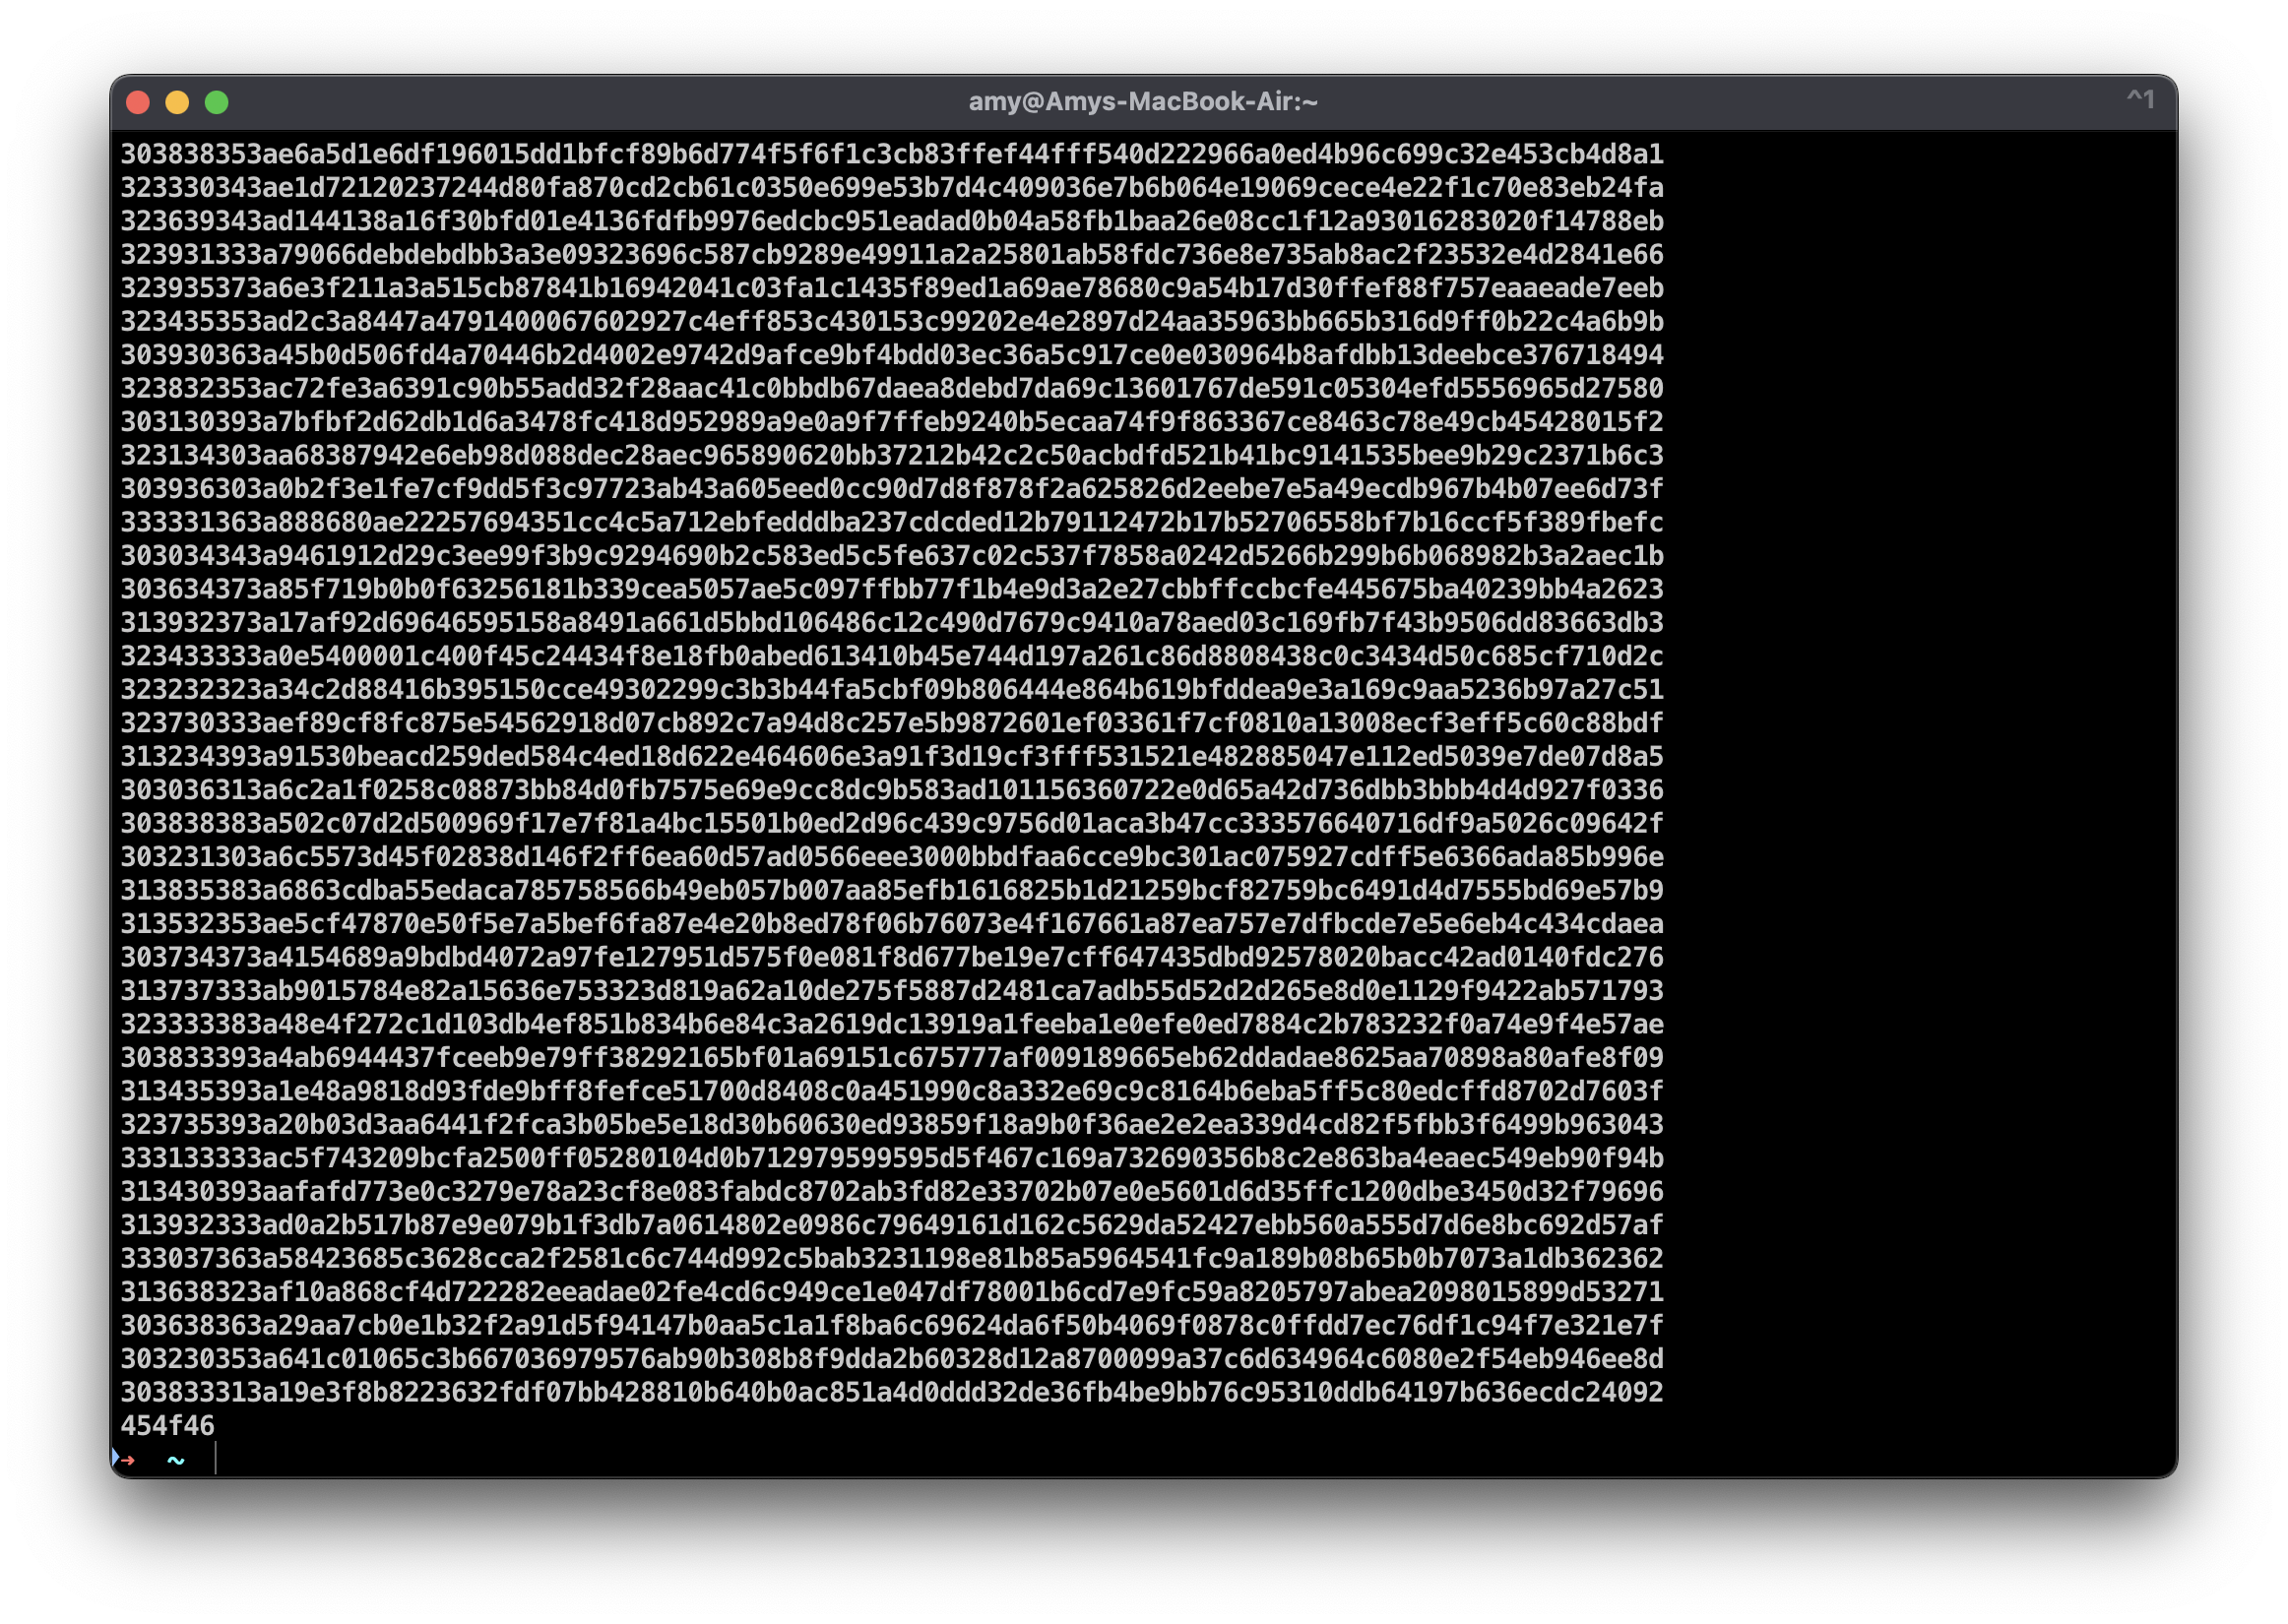 amy@Amys-MacBook-Air:~
^1
303838353ae6a5d1e6df196015dd1bfcf89b6d774f5f6f1c3cb83ffef44fff540d222966a0ed4b96c699c32e453cb4d8a1
323330343ae1d72120237244d80fa870cd2cb61c0350e699e53b7d4c409036e7b6b064e19069cece4e22f1c70e83eb24fa
323639343ad144138a16f30bfd01e4136fdfb9976edcbc951eadad0b04a58fb1baa26e08cc1f12a93016283020f14788eb
323931333a79066debdebdbb3a3e09323696c587cb9289e49911a2a25801ab58fdc736e8e735ab8ac2f23532e4d2841e66
323935373a6e3f211a3a515cb87841b16942041c03fa1c1435f89ed1a69ae78680c9a54b17d30ffef88f757eaaeade7eeb
323435353ad2c3a8447a4791400067602927c4eff853c430153c99202e4e2897d24aa35963bb665b316d9ff0b22c4a6b9b
303930363a45b0d506fd4a70446b2d4002e9742d9afce9bf4bdd03ec36a5c917ce0e030964b8afdbb13deebce376718494
323832353ac72fe3a6391c90b55add32f28aac41c0bbdb67daea8debd7da69c13601767de591c05304efd5556965d27580
303130393a7bfbf2d62db1d6a3478fc418d952989a9e0a9f7ffeb9240b5ecaa74f9f863367ce8463c78e49cb45428015f2
323134303aa68387942e6eb98d088dec28aec965890620bb37212b42c2c50acbdfd521b41bc9141535bee9b29c2371b6c3
303936303a0b2f3e1fe7cf9dd5f3c97723ab43a605eed0cc90d7d8f878f2a625826d2eebe7e5a49ecdb967b4b07ee6d73f
333331363a888680ae22257694351cc4c5a712ebfedddba237cdcded12b79112472b17b52706558bf7b16ccf5f389fbefc
303034343a9461912d29c3ee99f3b9c9294690b2c583ed5c5fe637c02c537f7858a0242d5266b299b6b068982b3a2aec1b
303634373a85f719b0b0f63256181b339cea5057ae5c097ffbb77f1b4e9d3a2e27cbbffccbcfe445675ba40239bb4a2623
313932373a17af92d69646595158a8491a661d5bbd106486c12c490d7679c9410a78aed03c169fb7f43b9506dd83663db3
323433333a0e5400001c400f45c24434f8e18fb0abed613410b45e744d197a261c86d8808438c0c3434d50c685cf710d2c
323232323a34c2d88416b395150cce49302299c3b3b44fa5cbf09b806444e864b619bfddea9e3a169c9aa5236b97a27c51
323730333aef89cf8fc875e54562918d07cb892c7a94d8c257e5b9872601ef03361f7cf0810a13008ecf3eff5c60c88bdf
313234393a91530beacd259ded584c4ed18d622e464606e3a91f3d19cf3fff531521e482885047e112ed5039e7de07d8a5
303036313a6c2a1f0258c08873bb84d0fb7575e69e9cc8dc9b583ad101156360722e0d65a42d736dbb3bbb4d4d927f0336
303838383a502c07d2d500969f17e7f81a4bc15501b0ed2d96c439c9756d01aca3b47cc333576640716df9a5026c09642f
303231303a6c5573d45f02838d146f2ff6ea60d57ad0566eee3000bbdfaa6cce9bc301ac075927cdff5e6366ada85b996e
313835383a6863cdba55edaca785758566b49eb057b007aa85efb1616825b1d21259bcf82759bc6491d4d7555bd69e57b9
313532353ae5cf47870e50f5e7a5bef6fa87e4e20b8ed78f06b76073e4f167661a87ea757e7dfbcde7e5e6eb4c434cdaea
303734373a4154689a9bdbd4072a97fe127951d575f0e081f8d677be19e7cff647435dbd92578020bacc42ad0140fdc276
313737333ab9015784e82a15636e753323d819a62a10de275f5887d2481ca7adb55d52d2d265e8d0e1129f9422ab571793
323333383a48e4f272c1d103db4ef851b834b6e84c3a2619dc13919a1feeba1e0efe0ed7884c2b783232f0a74e9f4e57ae
303833393a4ab6944437fceeb9e79ff38292165bf01a69151c675777af009189665eb62ddadae8625aa70898a80afe8f09
313435393a1e48a9818d93fde9bff8fefce51700d8408c0a451990c8a332e69c9c8164b6eba5ff5c80edcffd8702d7603f
323735393a20b03d3aa6441f2fca3b05be5e18d30b60630ed93859f18a9b0f36ae2e2ea339d4cd82f5fbb3f6499b963043
333133333ac5f743209bcfa2500ff05280104d0b712979599595d5f467c169a732690356b8c2e863ba4eaec549eb90f94b
313430393aafafd773e0c3279e78a23cf8e083fabdc8702ab3fd82e33702b07e0e5601d6d35ffc1200dbe3450d32f79696
313932333ad0a2b517b87e9e079b1f3db7a0614802e0986c79649161d162c5629da52427ebb560a555d7d6e8bc692d57af
333037363a58423685c3628cca2f2581c6c744d992c5bab3231198e81b85a5964541fc9a189b08b65b0b7073a1db362362
313638323af10a868cf4d722282eeadae02fe4cd6c949ce1e047df78001b6cd7e9fc59a8205797abea2098015899d53271
303638363a29aa7cb0e1b32f2a91d5f94147b0aa5c1a1f8ba6c69624da6f50b4069f0878c0ffdd7ec76df1c94f7e321e7f
303230353a641c01065c3b667036979576ab90b308b8f9dda2b60328d12a8700099a37c6d634964c6080e2f54eb946ee8d
303833313a19e3f8b8223632fdf07bb428810b640b0ac851a4d0ddd32de36fb4be9bb76c95310ddb64197b636ecdc24092
454f46
➜ ~